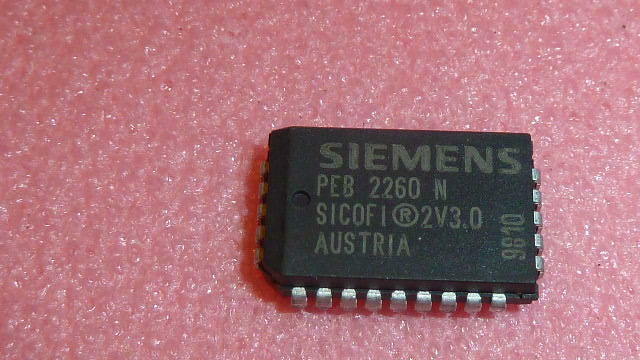 SIEMENS
PEB 2260 N
SICOFI®2V3.0
AUSTRIA
9610